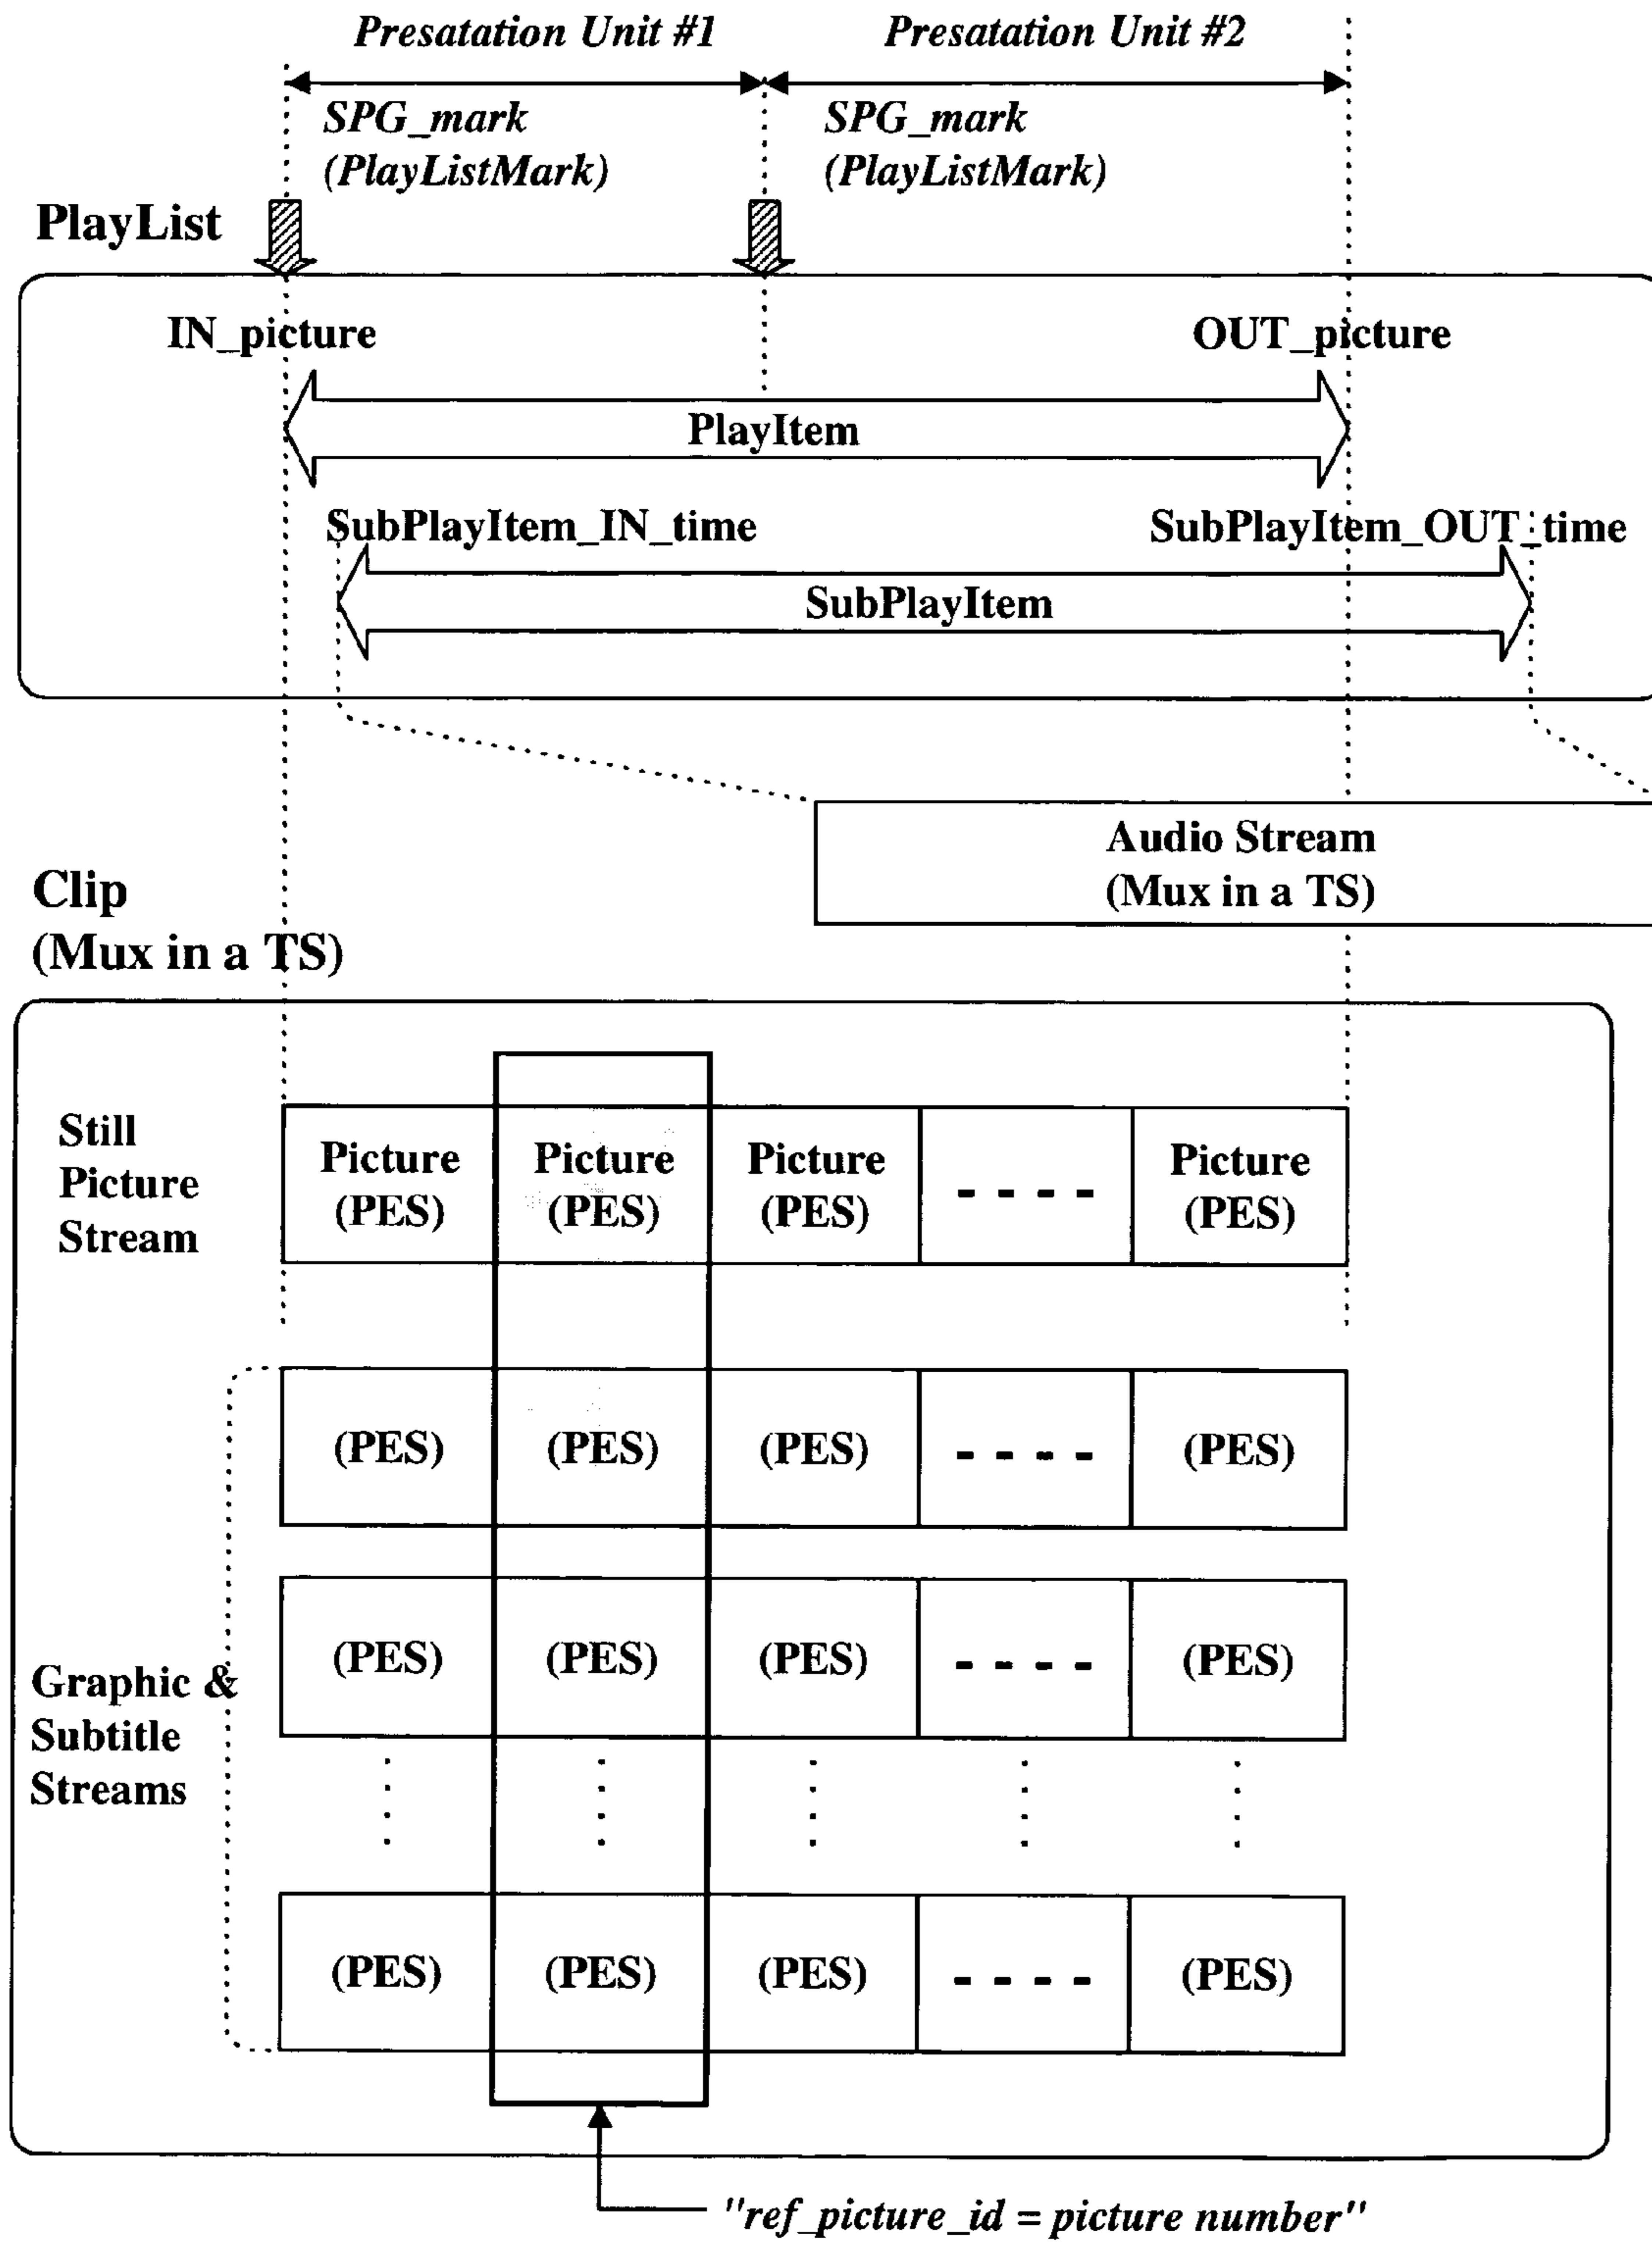 Presatation Unit #1
Presatation Unit #2
SPG_mark
(PlayListMark)
SPG_mark
(PlayListMark)
PlayList
IN_picture
OUT_picture
PlayItem
SubPlayItem_IN_time
SubPlayItem_OUT_time
SubPlayItem
Audio Stream
(Mux in a TS)
Clip
(Mux in a TS)
Still
Picture
Stream
Picture
(PES)
Picture
(PES)
Picture
(PES)
- - - -
Picture
(PES)
(PES)
(PES)
(PES)
- - - -
(PES)
Graphic &
Subtitle
Streams
(PES)
(PES)
(PES)
- - - -
(PES)
(PES)
(PES)
(PES)
- - - -
(PES)
"ref_picture_id = picture number"